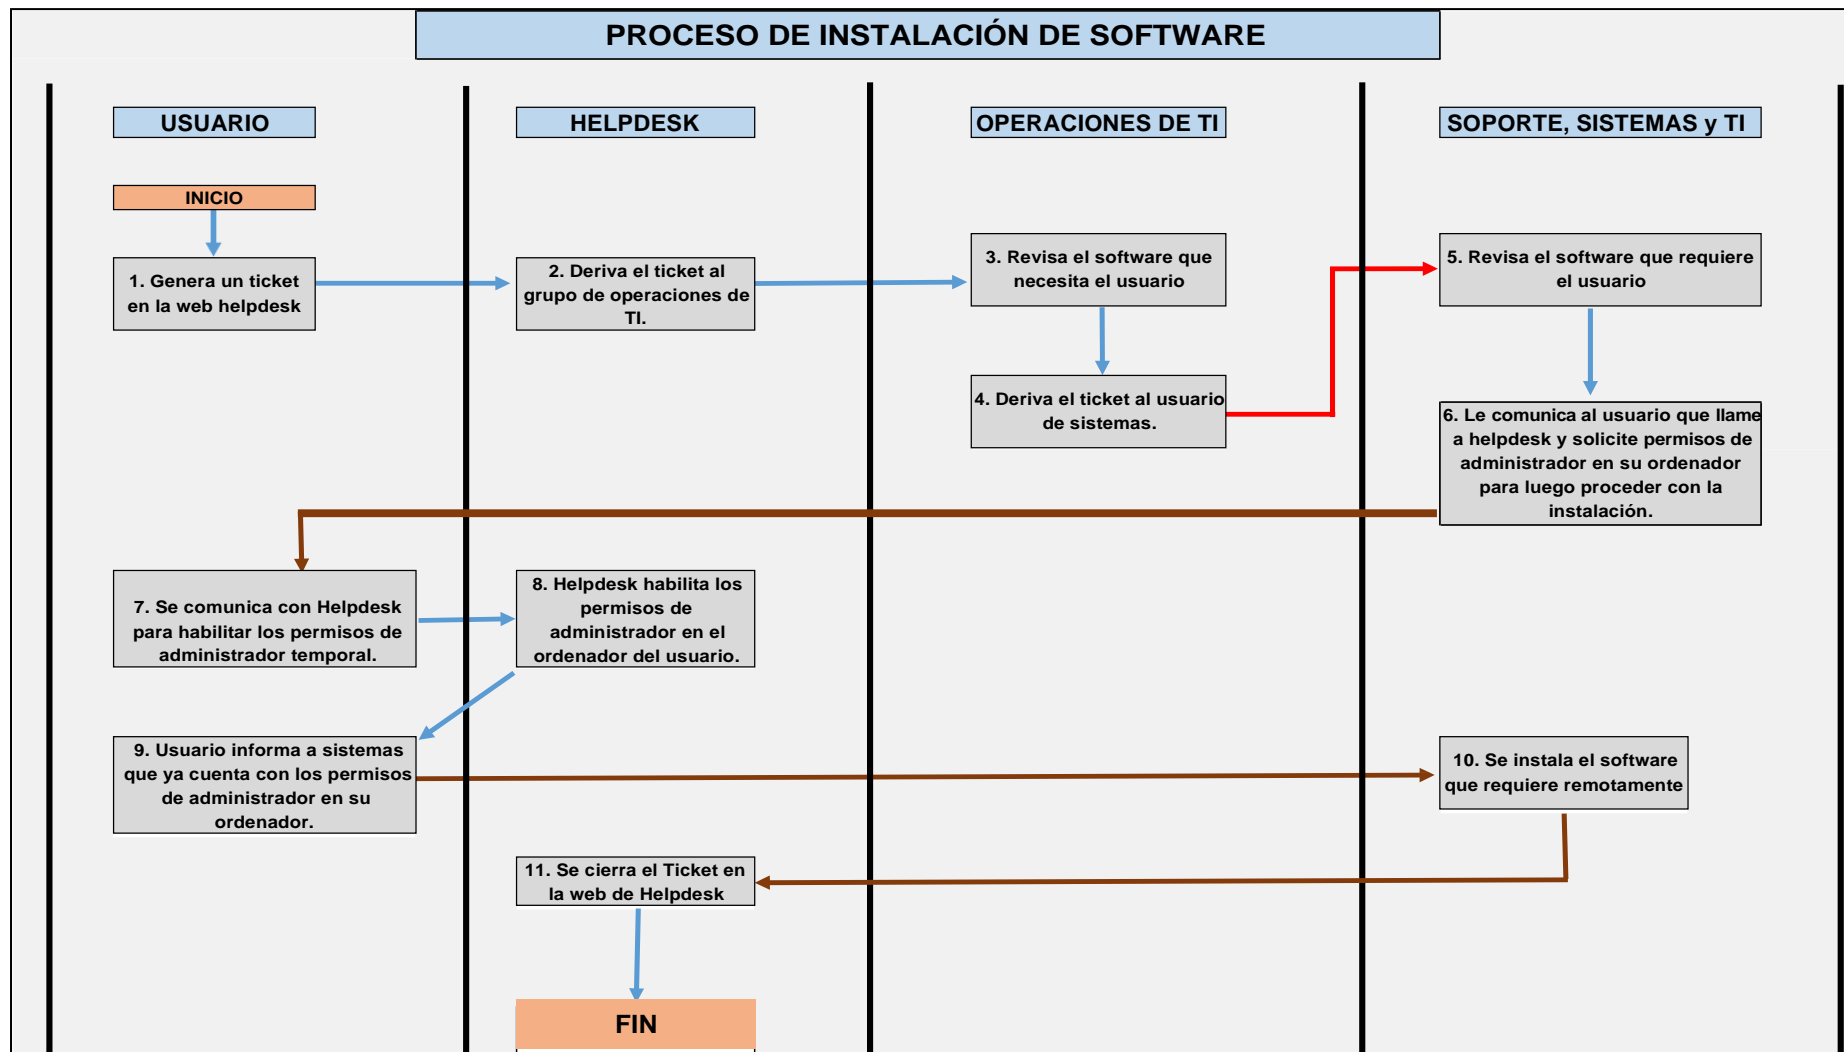 PROCESO DE INSTALACIÓN DE SOFTWARE
USUARIO
HELPDESK
OPERACIONES DE TI
SOPORTE, SISTEMAS y TI
INICIO
1. Genera un ticket
en la web helpdesk
2. Deriva el ticket al
grupo de operaciones de
TI.
3. Revisa el software que
necesita el usuario
4. Deriva el ticket al usuario
de sistemas.
5. Revisa el software que requiere
el usuario
6. Le comunica al usuario que llame
a helpdesk y solicite permisos de
administrador en su ordenador
para luego proceder con la
instalación.
7. Se comunica con Helpdesk
para habilitar los permisos de
administrador temporal.
8. Helpdesk habilita los
permisos de
administrador en el
ordenador del usuario.
9. Usuario informa a sistemas
que ya cuenta con los permisos
de administrador en su
ordenador.
10. Se instala el software
que requiere remotamente
11. Se cierra el Ticket en
la web de Helpdesk
FIN